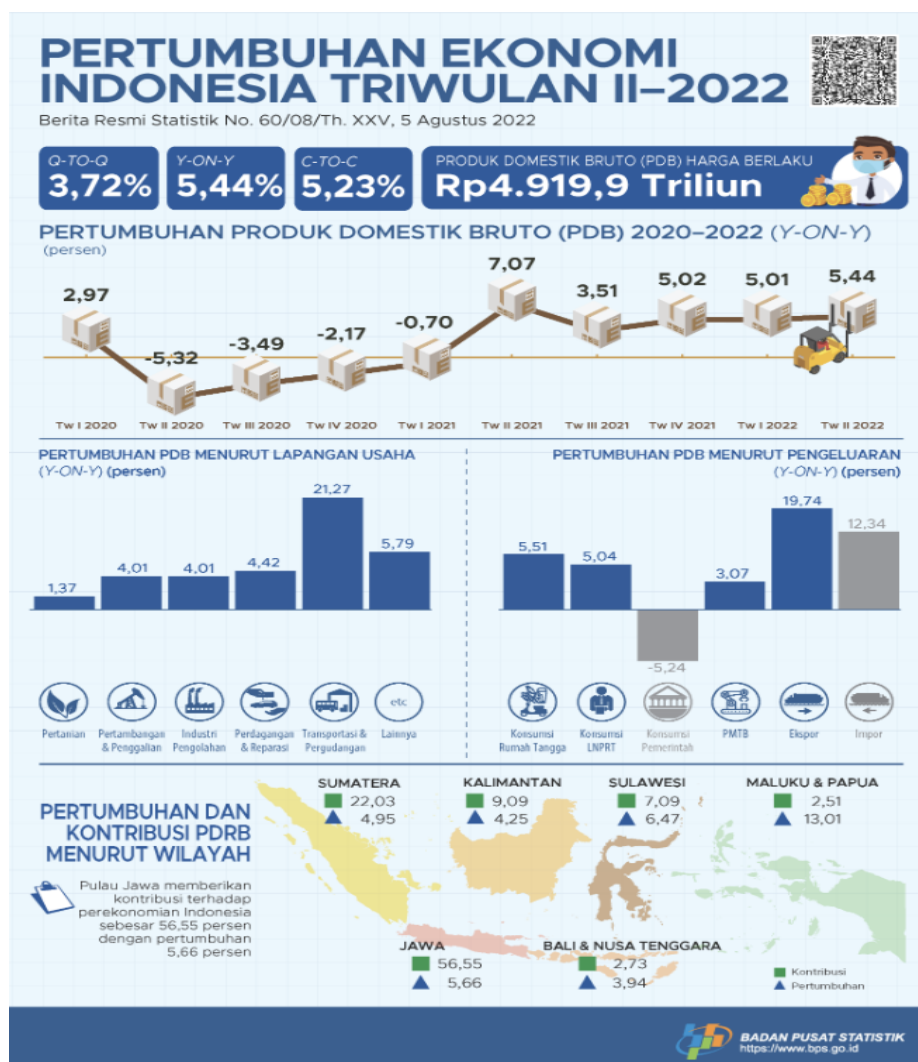 PERTUMBUHAN EKONOMI
INDONESIA TRIWULAN II–2022
Berita Resmi Statistik No. 60/08/Th. XXV, 5 Agustus 2022
Q-TO-Q
3,72%
Y-ON-Y
5,44%
C-TO-C
5,23%
PRODUK DOMESTIK BRUTO (PDB) HARGA BERLAKU
Rp4.919,9 Triliun
PERTUMBUHAN PRODUK DOMESTIK BRUTO (PDB) 2020–2022 (Y-ON-Y)
(persen)
2,97
-5,32
-3,49
-2,17
-0,70
7,07
3,51
5,02
5,01
5,44
Tw I 2020
Tw II 2020
Tw III 2020
Tw IV 2020
Tw I 2021
Tw II 2021
Tw III 2021
Tw IV 2021
Tw I 2022
Tw II 2022
PERTUMBUHAN PDB MENURUT LAPANGAN USAHA
(Y-ON-Y) (persen)
1,37
4,01
4,01
4,42
21,27
5,79
etc
Pertanian
Pertambangan
& Penggalian
Industri
Pengolahan
Perdagangan
& Reparasi
Transportasi &
Pergudangan
Lainnya
PERTUMBUHAN PDB MENURUT PENGELUARAN
(Y-ON-Y) (persen)
5,51
5,04
-5,24
3,07
19,74
12,34
Konsumsi
Rumah Tangga
Konsumsi
LNPRT
Konsumsi
Pemerintah
PMTB
Ekspor
Impor
PERTUMBUHAN DAN
KONTRIBUSI PDRB
MENURUT WILAYAH
Pulau Jawa memberikan
kontribusi terhadap
perekonomian Indonesia
sebesar 56,55 persen
dengan pertumbuhan
5,66 persen
SUMATERA
22,03
4,95
KALIMANTAN
9,09
4,25
SULAWESI
7,09
6,47
MALUKU & PAPUA
2,51
13,01
JAWA
56,55
5,66
BALI & NUSA TENGGARA
2,73
3,94
Kontribusi
Pertumbuhan
BADAN PUSAT STATISTIK
https://www.bps.go.id